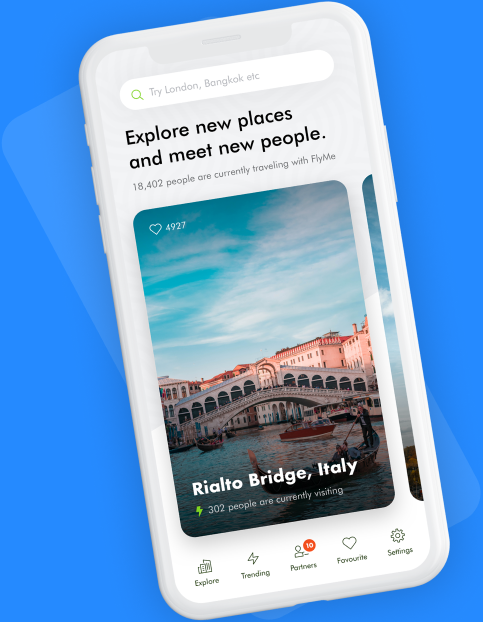 Try London, Bangkok etc
Explore new places
and meet new people.
18,402 people are currently traveling with FlyMe
4927
Rialto Bridge, Italy
302 people are currently visiting
10
Explore
Trending
Partners
Favourite
Settings